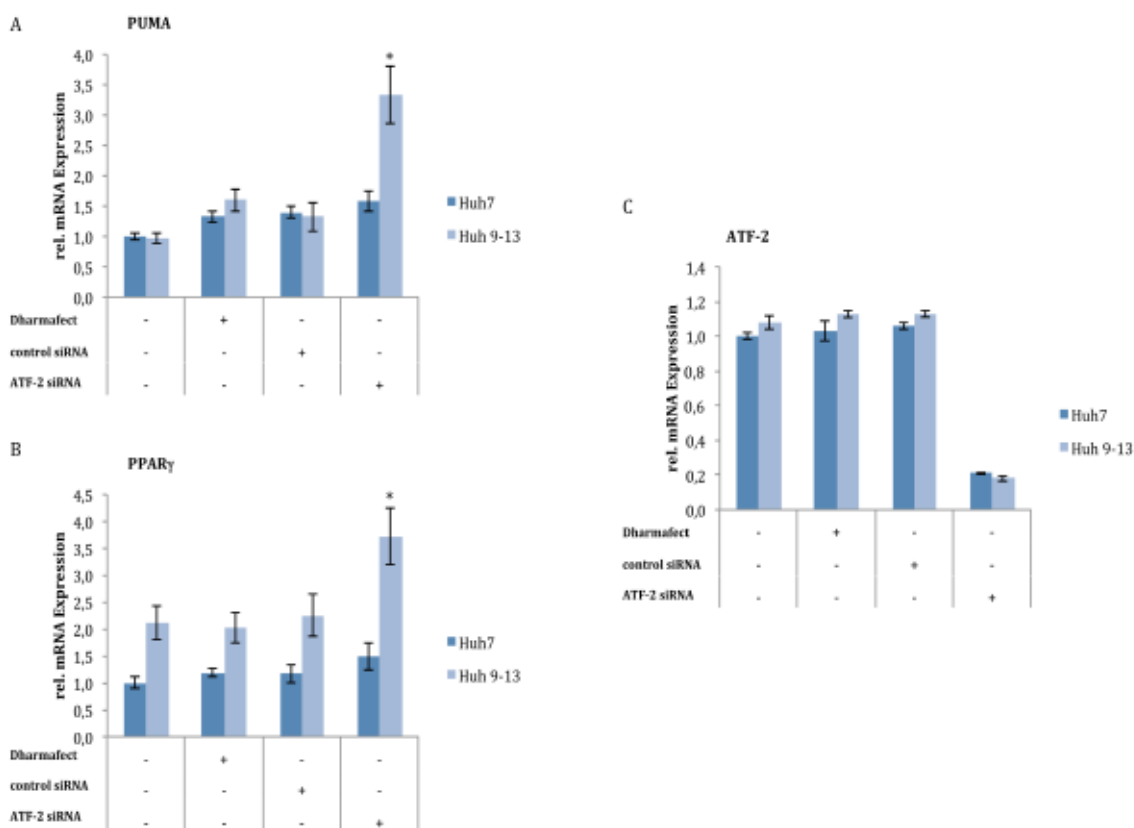 A
PUMA
rel. mRNA Expression
4,0
3,5
3,0
2,5
2,0
1,5
1,0
0,5
0,0
*
Huh7
Huh 9-13
Dharmafect - + - -
control siRNA - - + -
ATF-2 siRNA - - - +
B
PPARγ
rel. mRNA Expression
4,5
4,0
3,5
3,0
2,5
2,0
1,5
1,0
0,5
0,0
*
Huh7
Huh 9-13
Dharmafect - + - -
control siRNA - - + -
ATF-2 siRNA - - - +
C
ATF-2
rel. mRNA Expression
1,4
1,2
1,0
0,8
0,6
0,4
0,2
0,0
Huh7
Huh 9-13
Dharmafect - + - -
control siRNA - - + -
ATF-2 siRNA - - - +